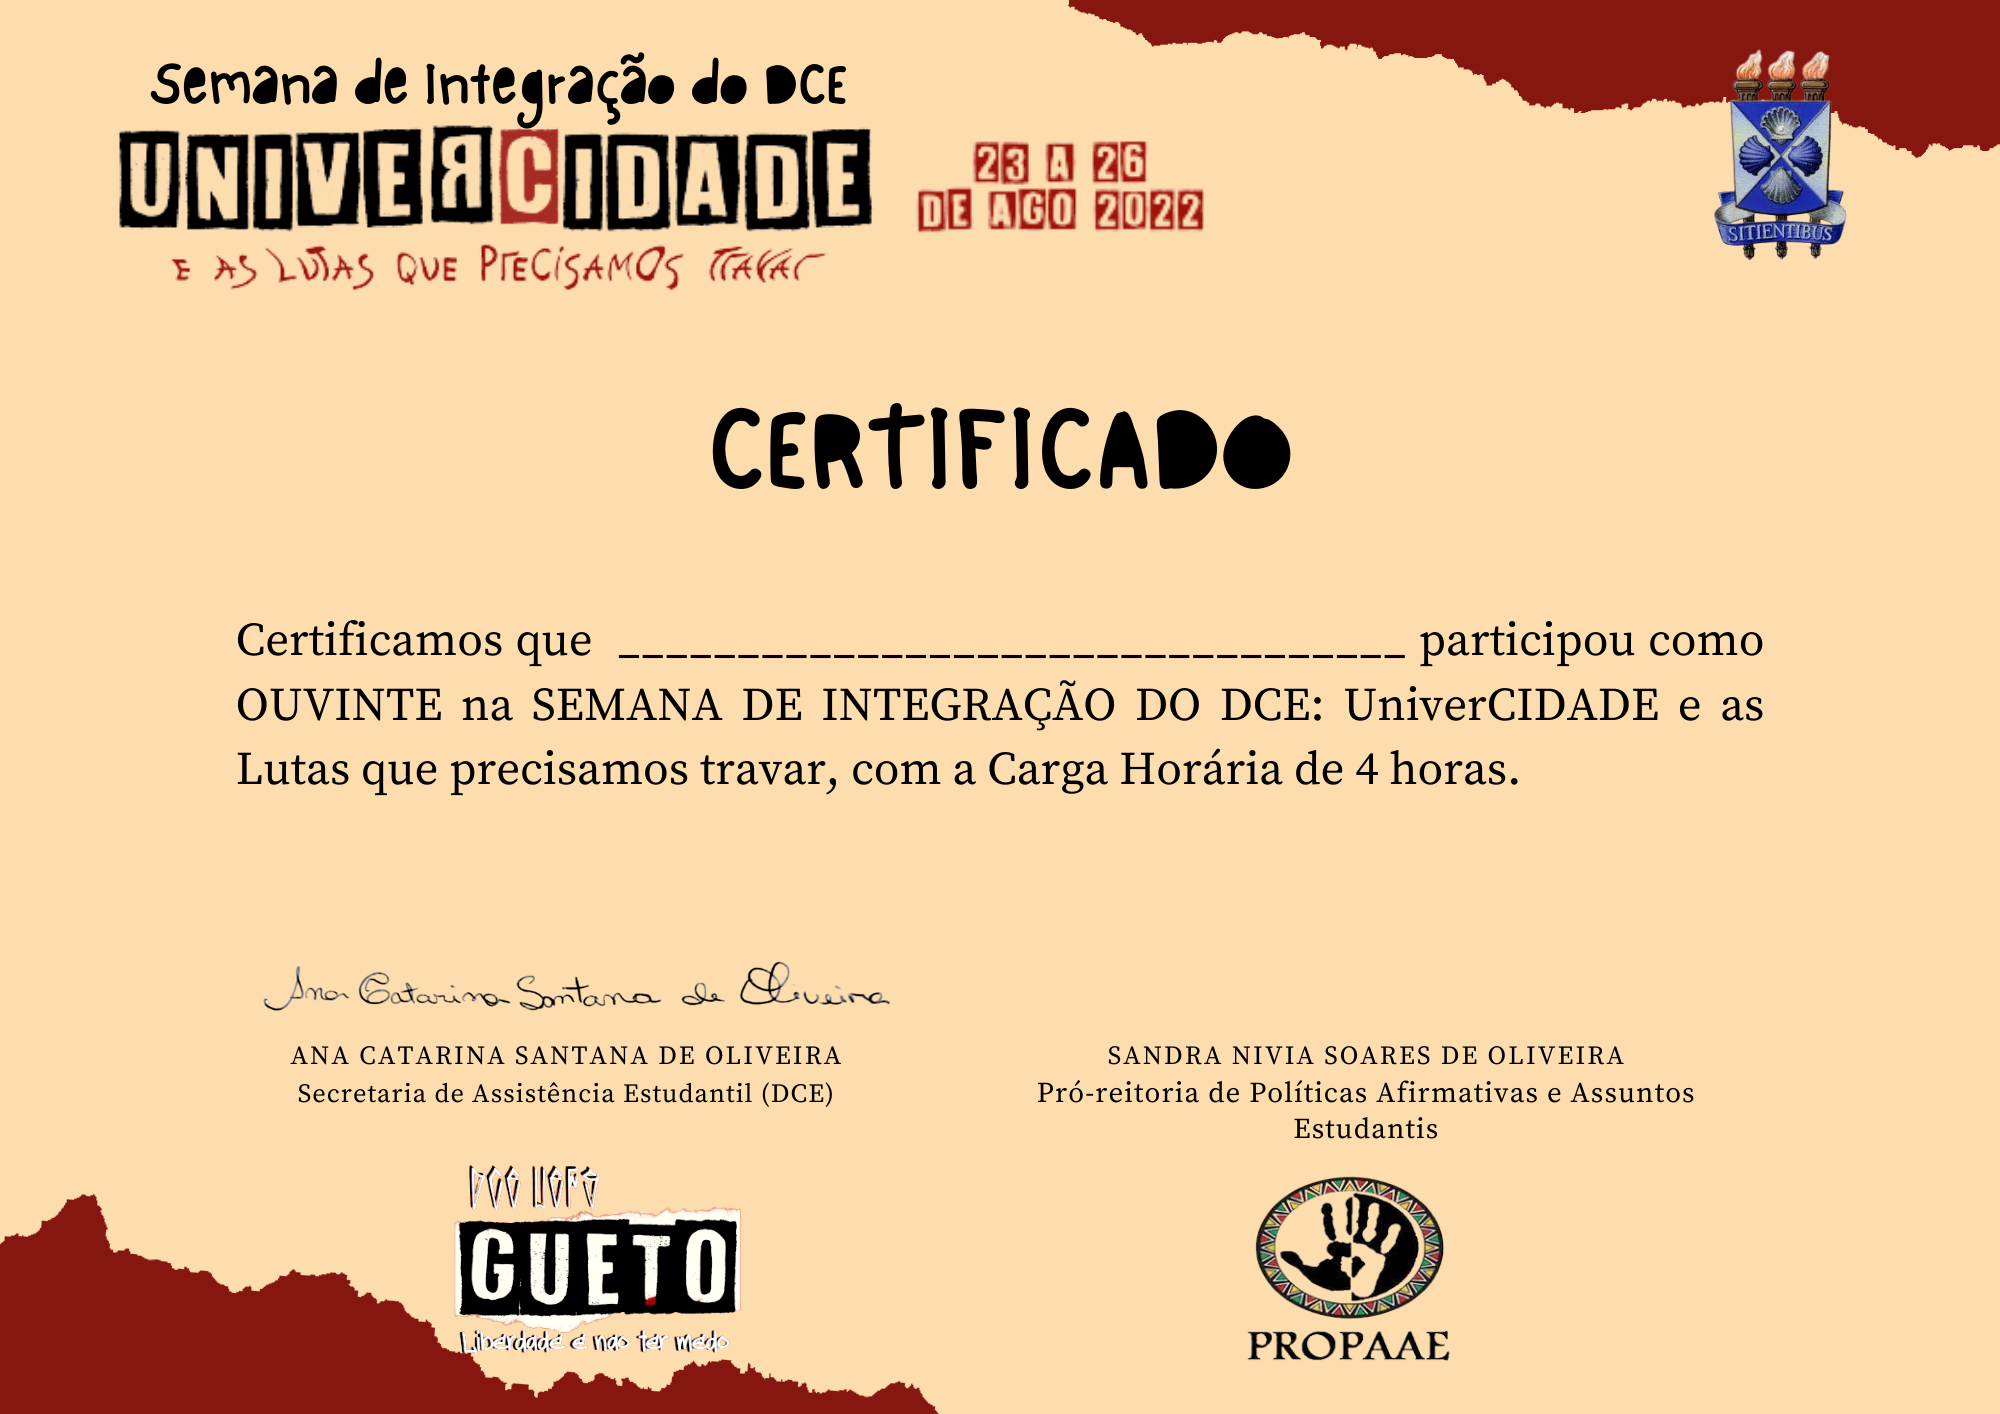 Semana de Integração do DCE
UNIVERCIDADE
E AS LUTAS QUE PRECISAMOS TRAVAR
23 A 26
DE AGO 2022
SITIENTIBUS
CERTIFICADO
Certificamos que _________________________________ participou como
OUVINTE na SEMANA DE INTEGRAÇÃO DO DCE: UniverCIDADE e as
Lutas que precisamos travar, com a Carga Horária de 4 horas.
Ana Catarina Santana de Oliveira
ANA CATARINA SANTANA DE OLIVEIRA
Secretaria de Assistência Estudantil (DCE)
SANDRA NIVIA SOARES DE OLIVEIRA
Pró-reitoria de Políticas Afirmativas e Assuntos
Estudantis
DCE UEFS
GUETO
Liberdade é não ter medo
PROPAAE